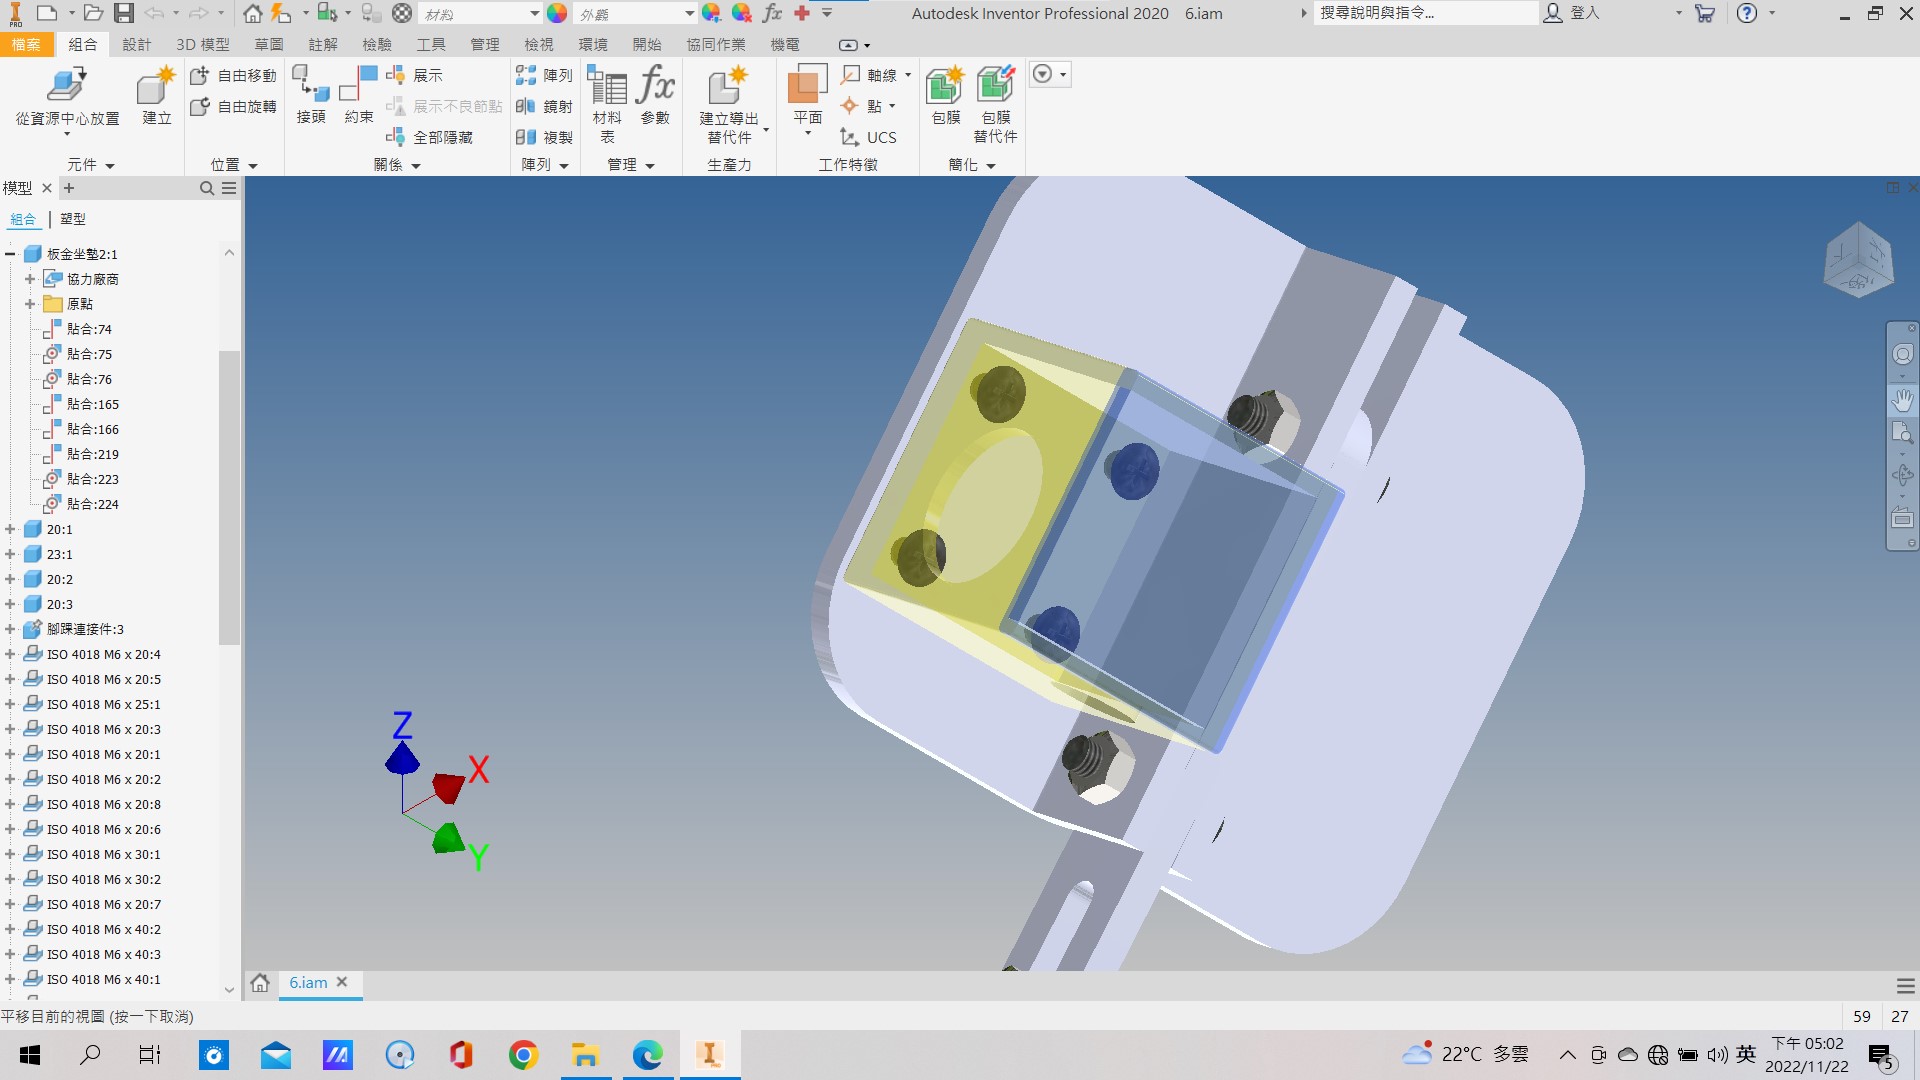 材料
外觀
fx
Autodesk Inventor Professional 2020 6.iam
搜尋說明與指令...
登入
PRO
檔案 組合 設計 3D 模型 草圖 註解 檢驗 工具 管理 檢視 環境 開始 協同作業 機電
從資源中心放置
建立
自由移動
自由旋轉
接頭
約束
展示
展示不良節點
全部隱藏
陣列
鏡射
複製
材料表
fx
參數
建立導出替代件
平面
軸線
點
UCS
包膜
包膜替代件
元件 位置 關係 陣列 管理 生產力 工作特徵 簡化
模型
組合 | 塑型
板金坐墊2:1
協力廠商
原點
貼合:74
貼合:75
貼合:76
貼合:165
貼合:166
貼合:219
貼合:223
貼合:224
20:1
23:1
20:2
20:3
腳踝連接件:3
ISO 4018 M6 x 20:4
ISO 4018 M6 x 20:5
ISO 4018 M6 x 25:1
ISO 4018 M6 x 20:3
ISO 4018 M6 x 20:1
ISO 4018 M6 x 20:2
ISO 4018 M6 x 20:8
ISO 4018 M6 x 20:6
ISO 4018 M6 x 30:1
ISO 4018 M6 x 30:2
ISO 4018 M6 x 20:7
ISO 4018 M6 x 40:2
ISO 4018 M6 x 40:3
ISO 4018 M6 x 40:1
Z
X
Y
6.iam
平移目前的視圖 (按一下取消)
59 27
22°C 多雲
英
下午 05:02
2022/11/22
5